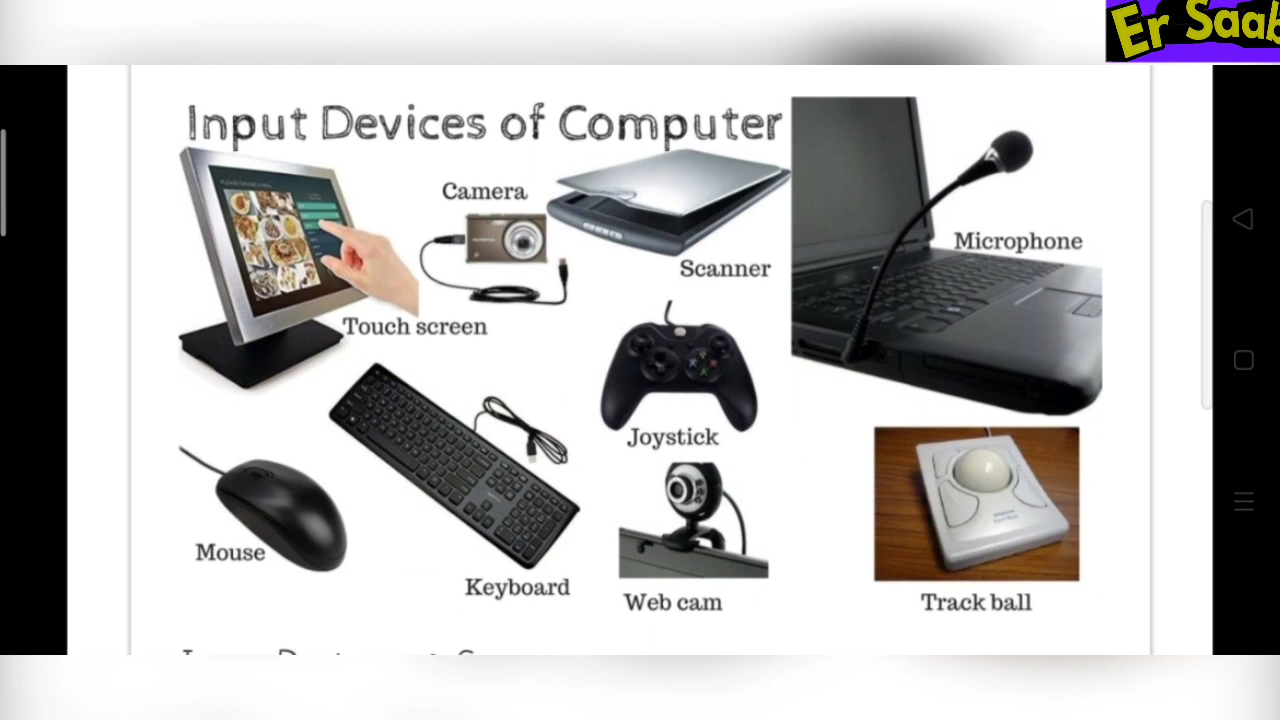 Er Saab
Input Devices of Computer
Camera
Scanner
Microphone
Touch screen
Joystick
Mouse
Keyboard
Web cam
Track ball